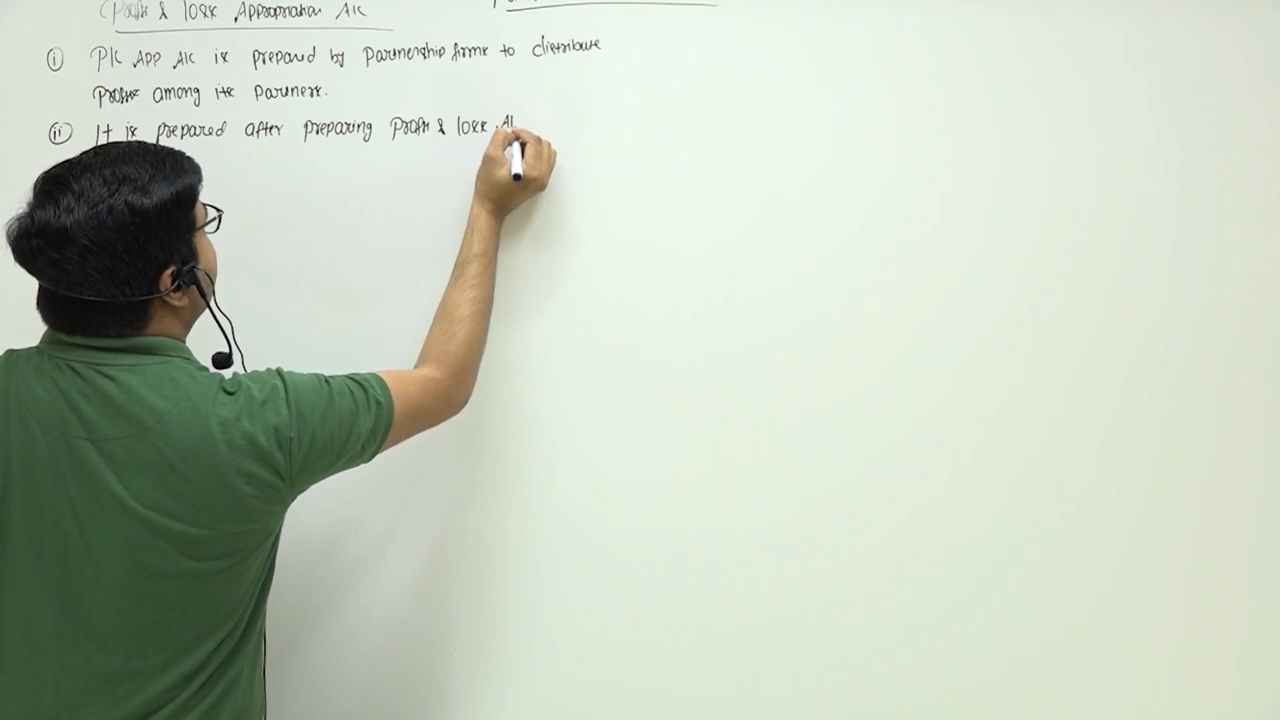 Profit & loss Appropriation A/c
(i) P/L APP A/c is prepared by Partnership firms to distribute
Profits among its Partners.
(ii) It is prepared after preparing Profit & loss A/